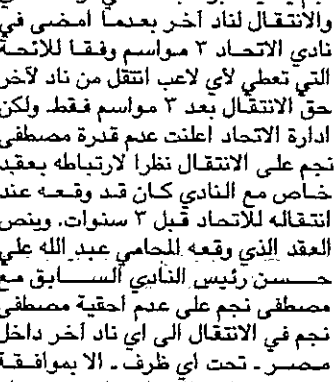 والانتقال لناد آخر بعدما امضى في
نادي الاتحاد ٣ مواسم وفقا للائحة
التي تعطي لأي لاعب انتقل من ناد لآخر
حق الانتقال بعد ٣ مواسم فقط. ولكن
ادارة الاتحاد اعلنت عدم قدرة مصطفى
نجم على الانتقال نظرا لارتباطه بعقد
خاص مع النادي كان قد وقعه عند
انتقاله للاتحاد قبل ٣ سنوات. وينص
العقد الذي وقعه المحامي عبد الله علي
حسن رئيس النادي السابق مع
مصطفى نجم على عدم احقية مصطفى
نجم في الانتقال الى اي ناد آخر داخل
مصر ـ تحت اي ظرف ـ الا بموافقة